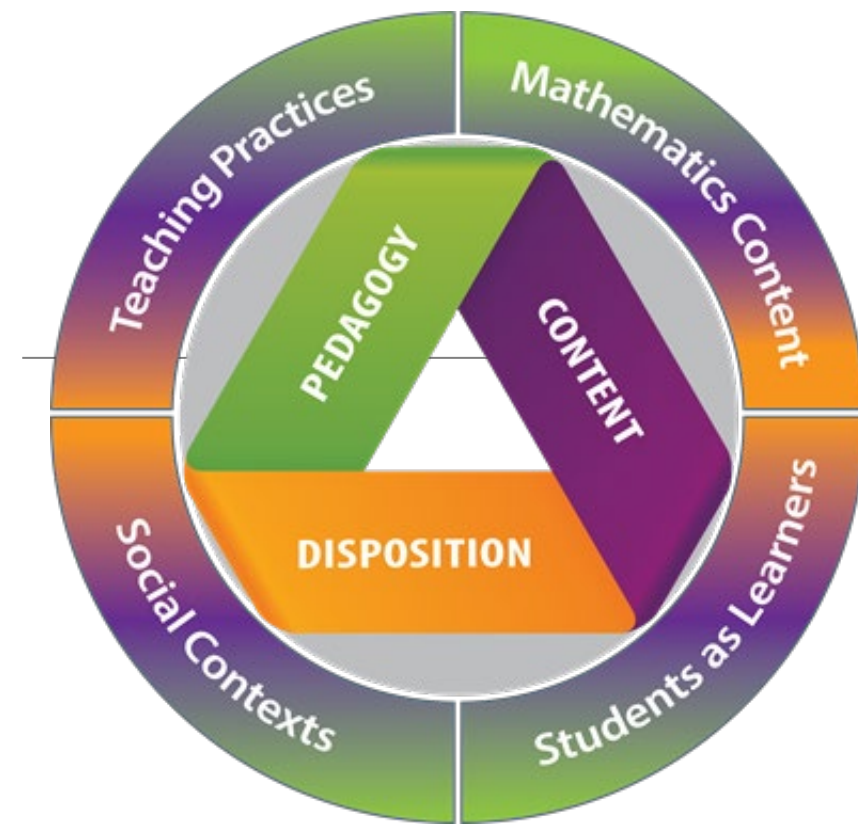 Teaching Practices
Mathematics Content
PEDAGOGY
CONTENT
DISPOSITION
Social Contexts
Students as Learners